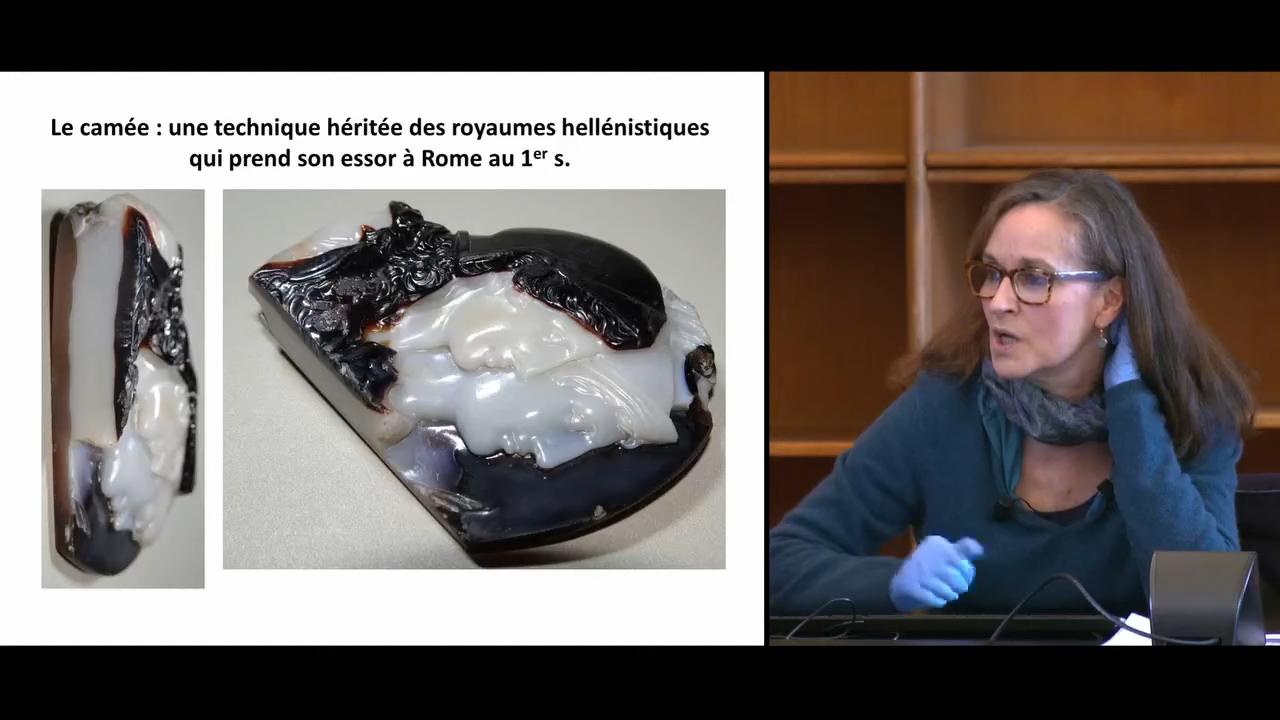 Le camée : une technique héritée des royaumes hellénistiques
qui prend son essor à Rome au 1er s.